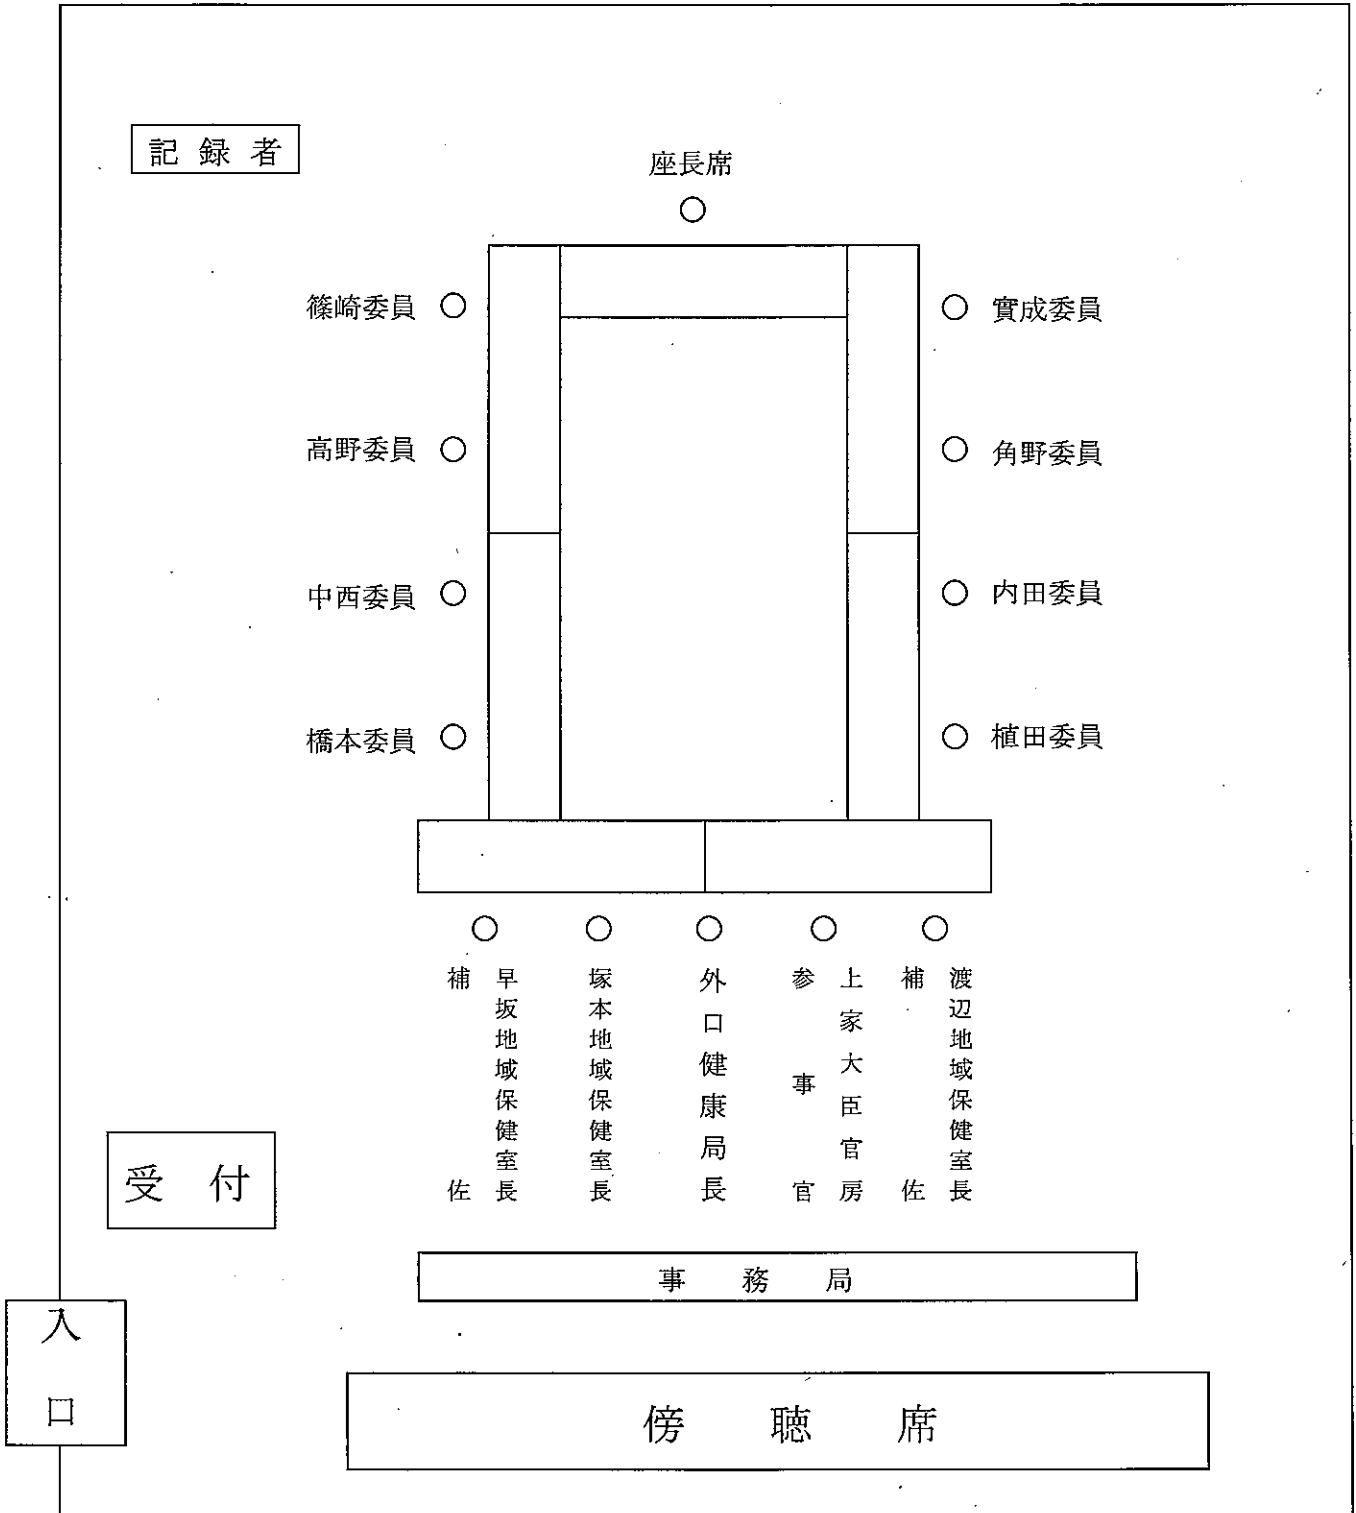 記録者
座長席
篠崎委員
實成委員
高野委員
角野委員
中西委員
内田委員
橋本委員
植田委員
早坂地域保健室長
補佐
塚本地域保健室長
外口健康局長
上家大臣官房
参事官
渡辺地域保健室長
補佐
受付
事務局
入口
傍聴席